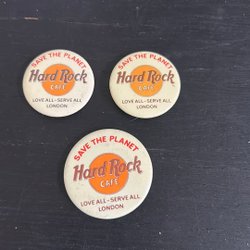 SAVE THE PLANET
Hard Rock
CAFE
LOVE ALL-SERVE ALL
LONDON
SAVE THE PLANET
Hard Rock
CAFE
LOVE ALL-SERVE ALL
LONDON
SAVE THE PLANET
Hard Rock
CAFE
LOVE ALL-SERVE ALL.
LONDON